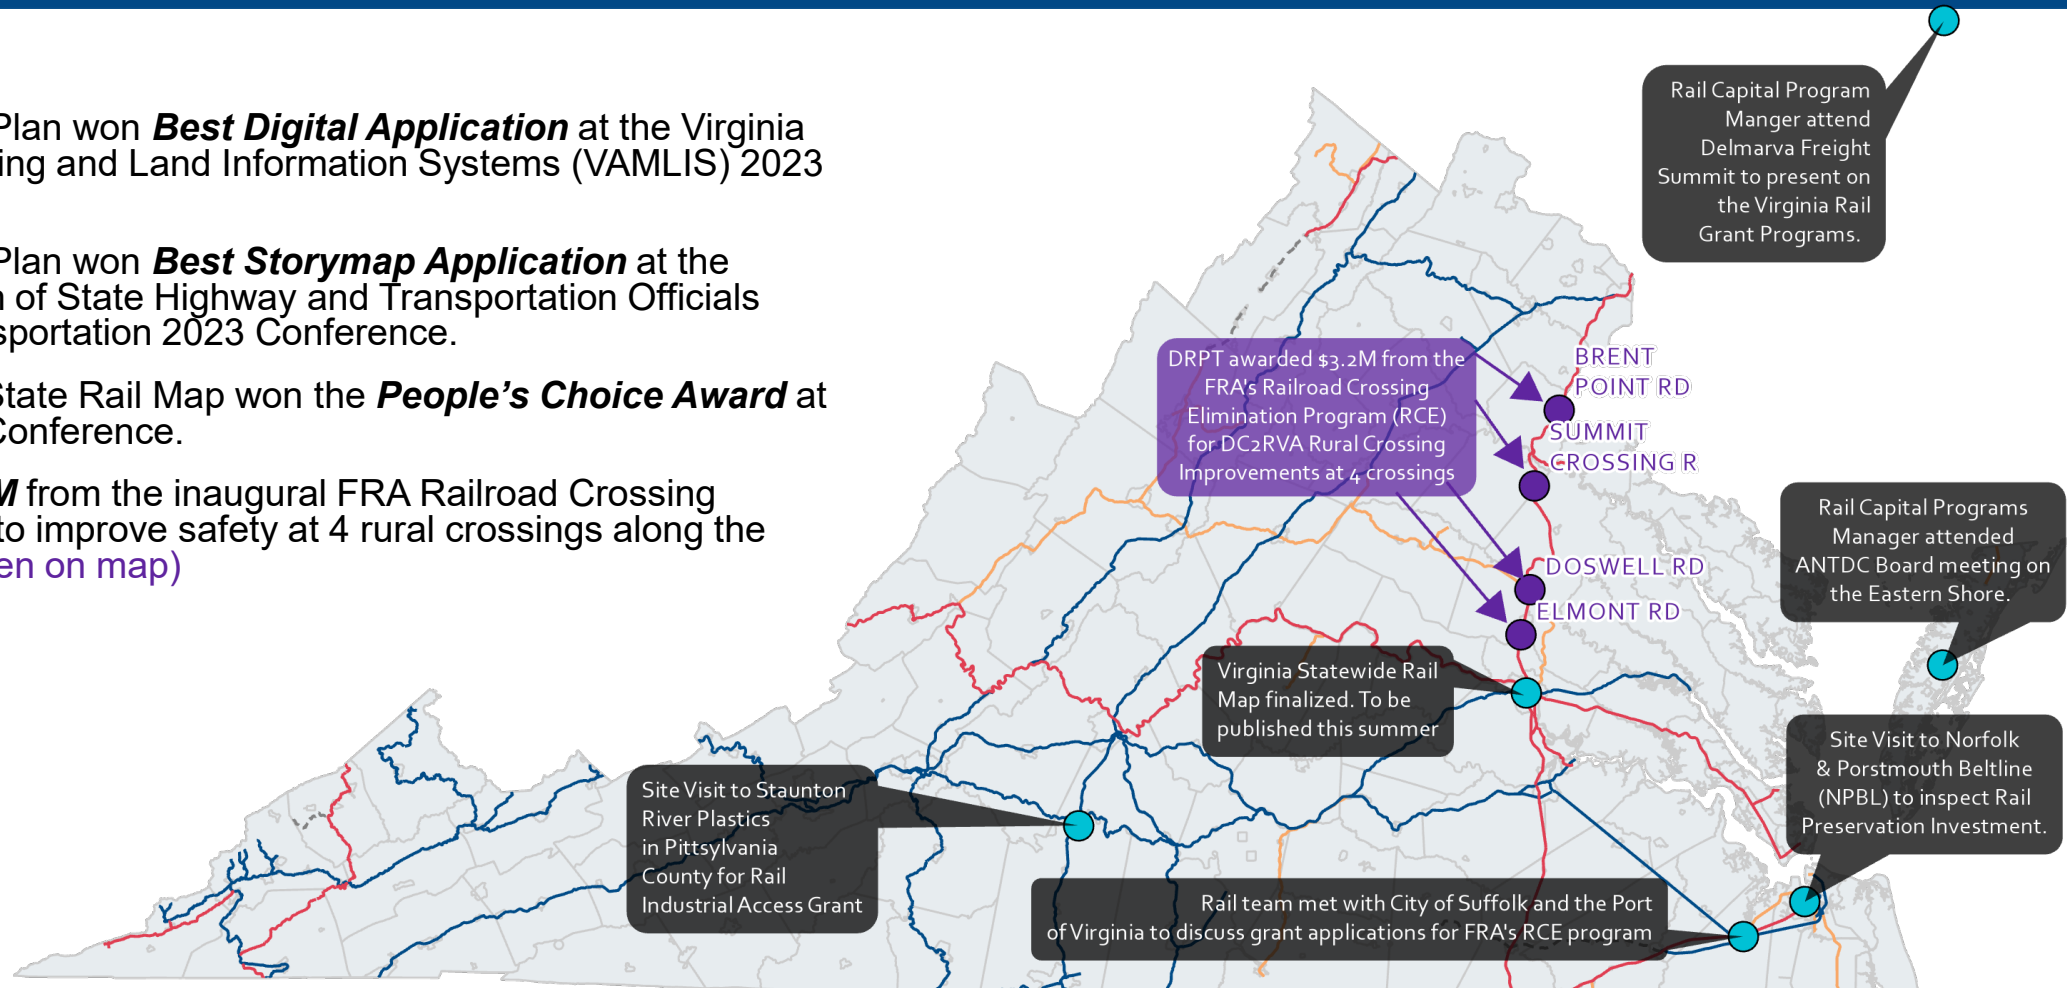 Plan won Best Digital Application at the Virginia
ing and Land Information Systems (VAMLIS) 2023
Plan won Best Storymap Application at the
of State Highway and Transportation Officials
sportation 2023 Conference.
State Rail Map won the People's Choice Award at
Conference.
M from the inaugural FRA Railroad Crossing
to improve safety at 4 rural crossings along the
en on map)
Rail Capital Program
Manger attend
Delmarva Freight
Summit to present on
the Virginia Rail
Grant Programs.
DRPT awarded $3.2M from the
FRA's Railroad Crossing
Elimination Program (RCE)
for DC2RVA Rural Crossing
Improvements at 4 crossings
BRENT
POINT RD
SUMMIT
CROSSING R
DOSWELL RD
ELMONT RD
Rail Capital Programs
Manager attended
ANTDC Board meeting on
the Eastern Shore.
Virginia Statewide Rail
Map finalized. To be
published this summer
Site Visit to Norfolk
& Porstmouth Beltline
(NPBL) to inspect Rail
Preservation Investment.
Site Visit to Staunton
River Plastics
in Pittsylvania
County for Rail
Industrial Access Grant
Rail team met with City of Suffolk and the Port
of Virginia to discuss grant applications for FRA's RCE program